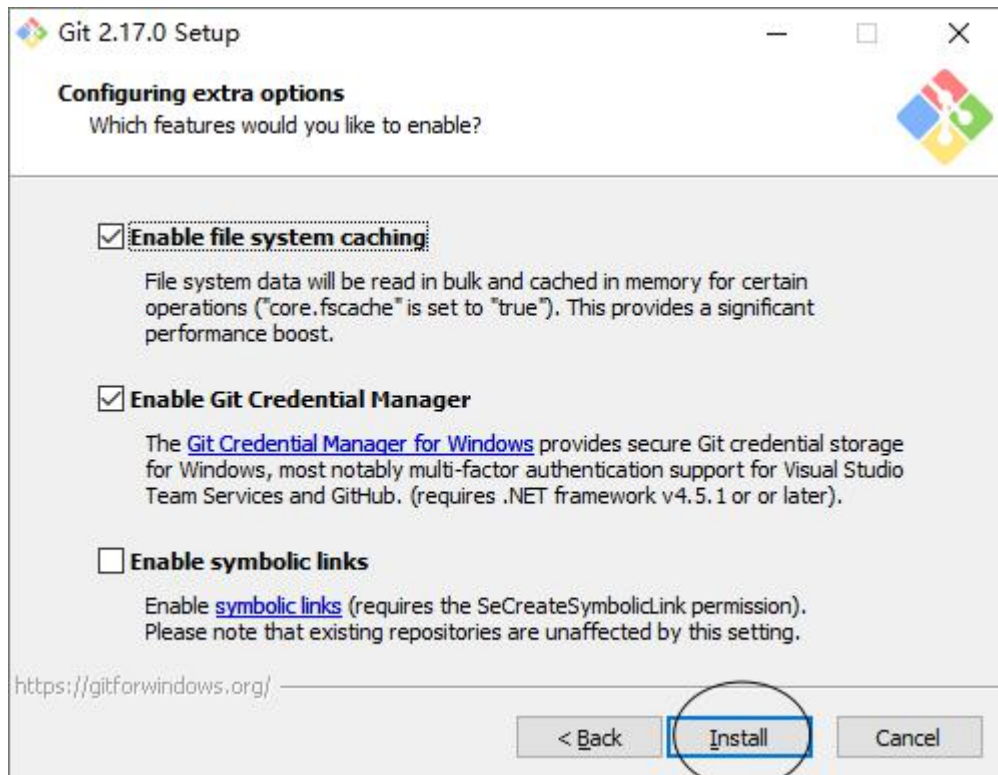 Git 2.17.0 Setup
Configuring extra options
Which features would you like to enable?
Enable file system caching
File system data will be read in bulk and cached in memory for certain
operations ("core.fscache" is set to "true"). This provides a significant
performance boost.
Enable Git Credential Manager
The Git Credential Manager for Windows provides secure Git credential storage
for Windows, most notably multi-factor authentication support for Visual Studio
Team Services and GitHub. (requires .NET framework v4.5.1 or or later).
Enable symbolic links
Enable symbolic links (requires the SeCreateSymbolicLink permission).
Please note that existing repositories are unaffected by this setting.
https://gitforwindows.org/
< Back Install Cancel